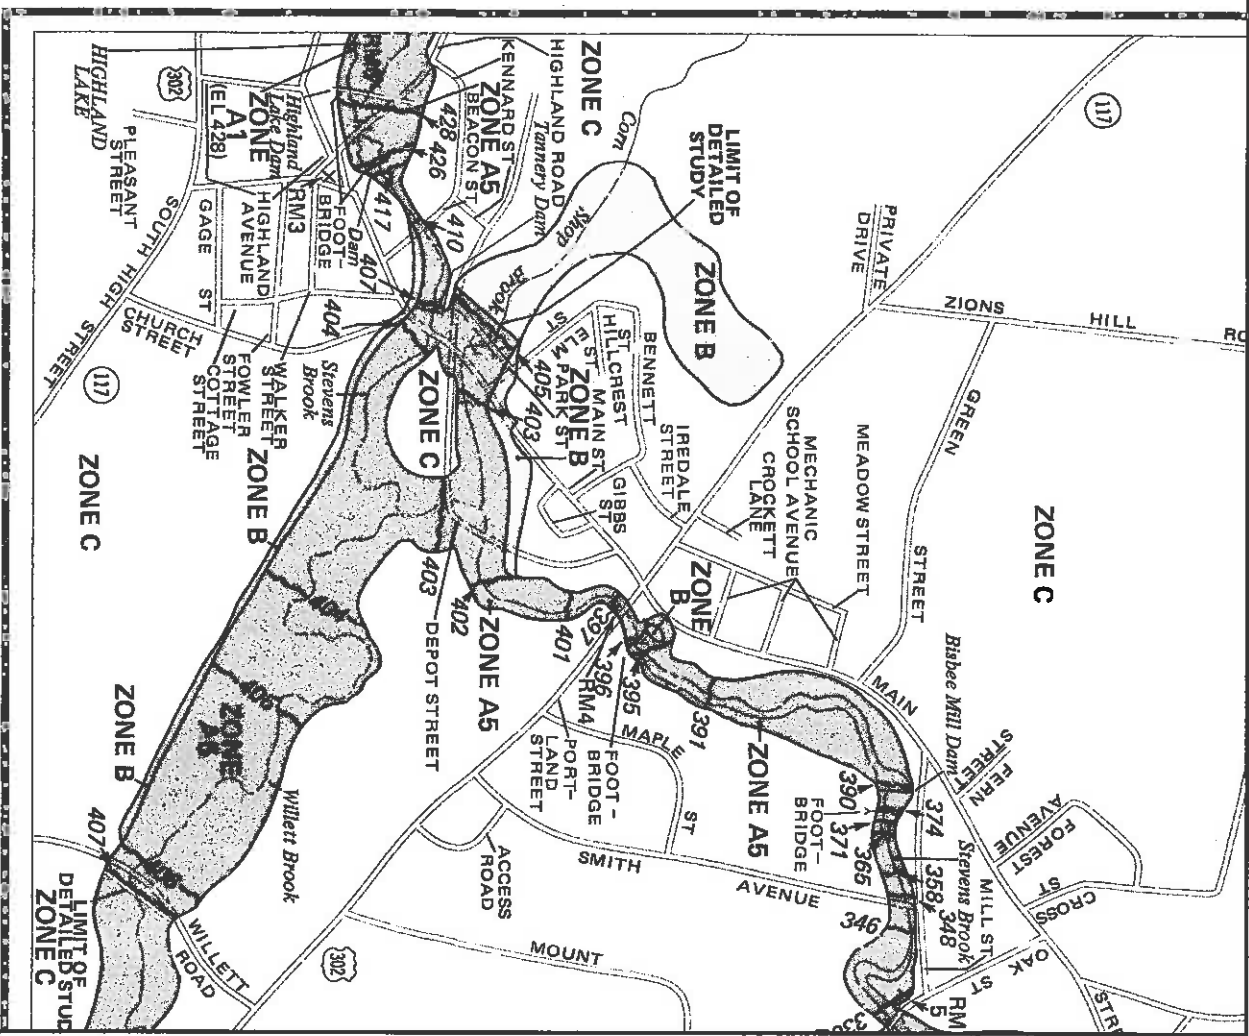 117
ZONE C
HIGHLAND ROAD
KENNARD ST
ZONE A5
BEACON ST
Tannery Dam
Corn
Shop
Brook
LIMIT OF
DETAILED
STUDY
ZONE B
428
426
417
410
407
404
302
HIGHLAND
LAKE
ZONE
A1
(EL 428)
Highland
Lake Dam
RM3
Dam
FOOT-
BRIDGE
HIGHLAND
AVENUE
PLEASANT
STREET
GAGE
ST
SOUTH HIGH
STREET
CHURCH
STREET
WALKER
STREET
FOWLER
STREET
COTTAGE
STREET
117
Stevens
Brook
ZONE B
ZONE C
ZONE C
PRIVATE
DRIVE
ZIONS
HILL
RO
GREEN
STREET
BENNETT
ST
HILLCREST
ST
ELM
ST
MAIN ST
PARK ST
405
403
ZONE B
IREDALE
STREET
GIBBS
ST
MEADOW STREET
MECHANIC
SCHOOL AVENUE
CROCKETT
LANE
ZONE C
ZONE
B
403
402
DEPOT STREET
401
ZONE A5
397
396
395
391
RM4
FOOT-
BRIDGE
PORT-
LAND
STREET
MAPLE
ST
ZONE A5
MAIN
STREET
Bisbee Mill Dam
FERN
AVENUE
FOREST
CROSS
ST
390
374
371
365
358
348
346
FOOT-
BRIDGE
Stevens Brook
MILL ST
OAK
ST
STR
RM
5
SMITH
AVENUE
ACCESS
ROAD
MOUNT
302
404
406
ZONE
Willett Brook
ZONE B
407
WILLETT
ROAD
LIMIT OF
DETAILED STUD
ZONE C